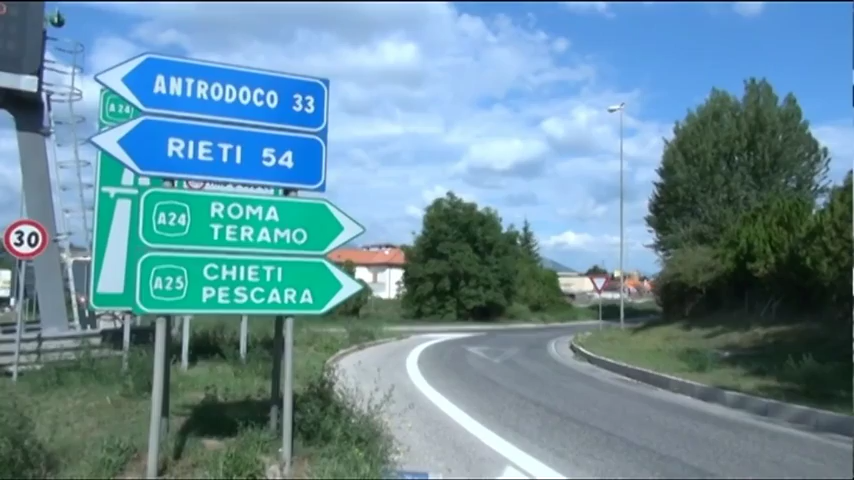 ANTRODOCO 33
A24
RIETI 54
A24 ROMA
TERAMO
30
A25 CHIETI
PESCARA